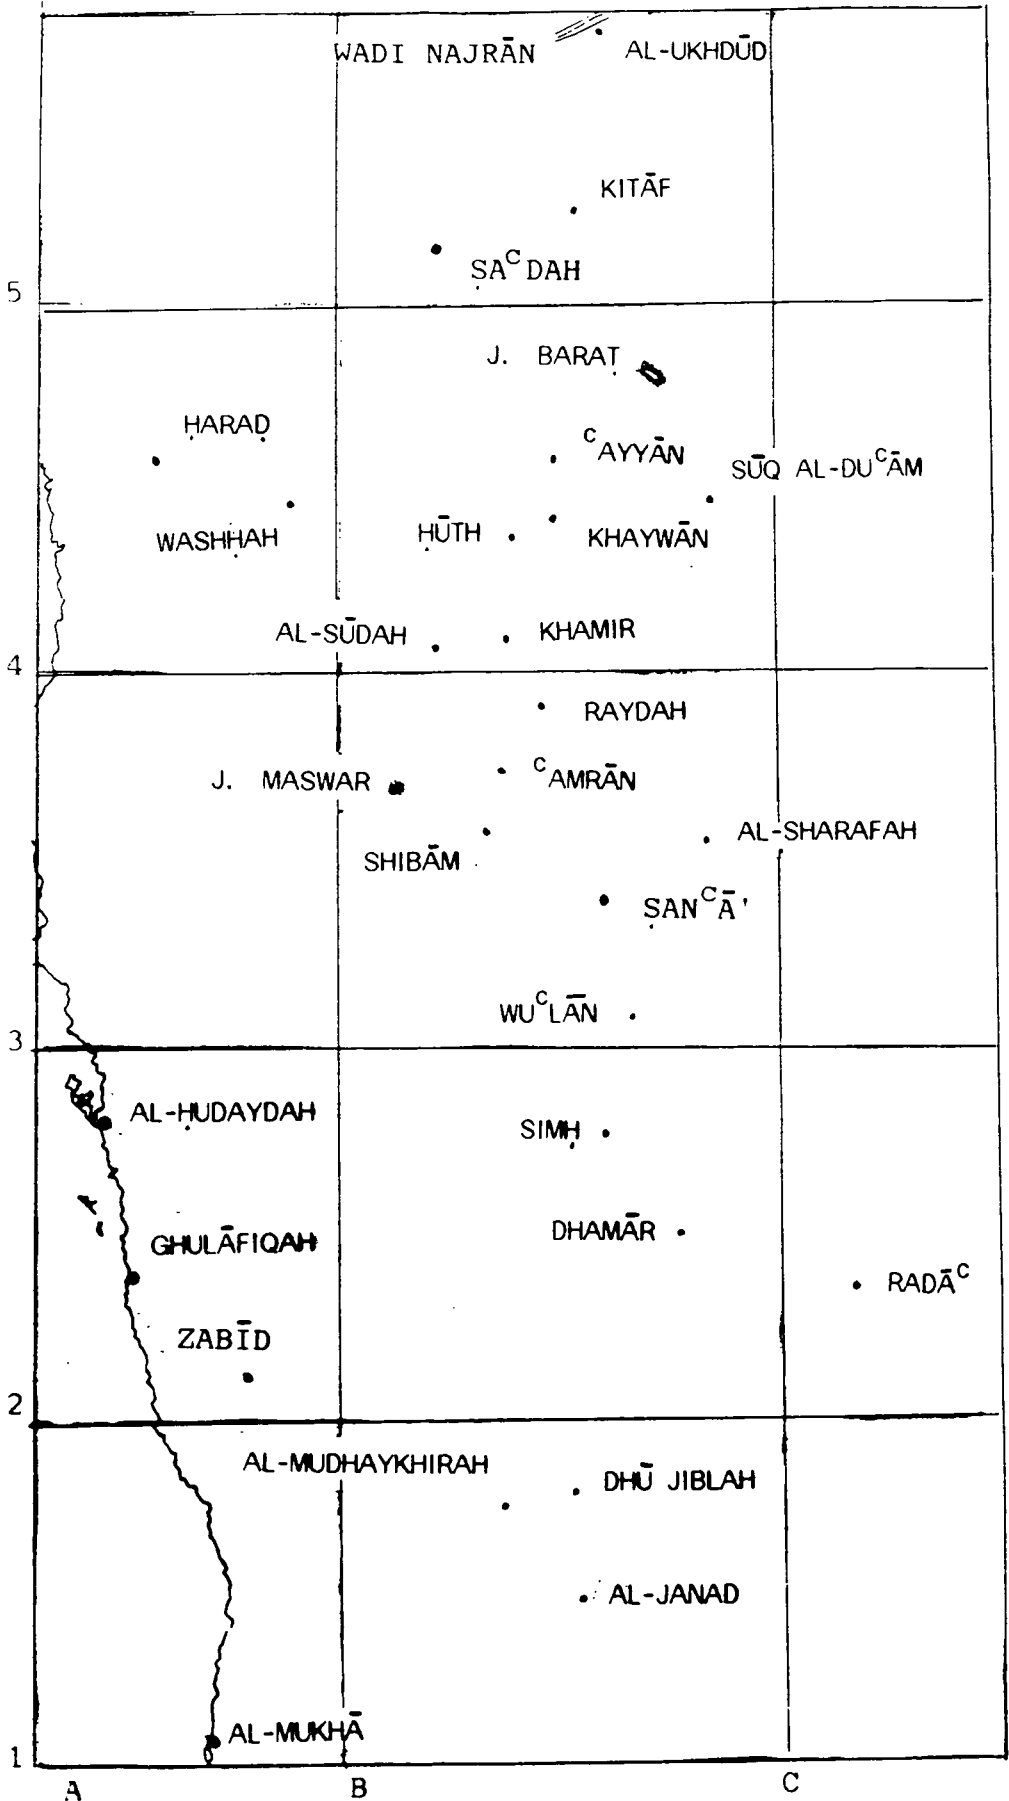 WADI NAJRĀN
AL-UKHDŪD
KITĀF
ṢAᶜDAH
5
J. BARAṬ
ḤARAḌ
ᶜAYYĀN
SŪQ AL-DUᶜĀM
WASHḤAH
ḤŪTH
KHAYWĀN
AL-SŪDAH
KHAMIR
4
RAYDAH
J. MASWAR
ᶜAMRĀN
SHIBĀM
AL-SHARAFAH
ṢANᶜĀ'
WUᶜLĀN
3
AL-ḤUDAYDAH
SIMḤ
DHAMĀR
GHULĀFIQAH
RADĀᶜ
ZABĪD
2
AL-MUDHAYKHIRAH
DHŪ JIBLAH
AL-JANAD
AL-MUKHĀ
1
A
B
C